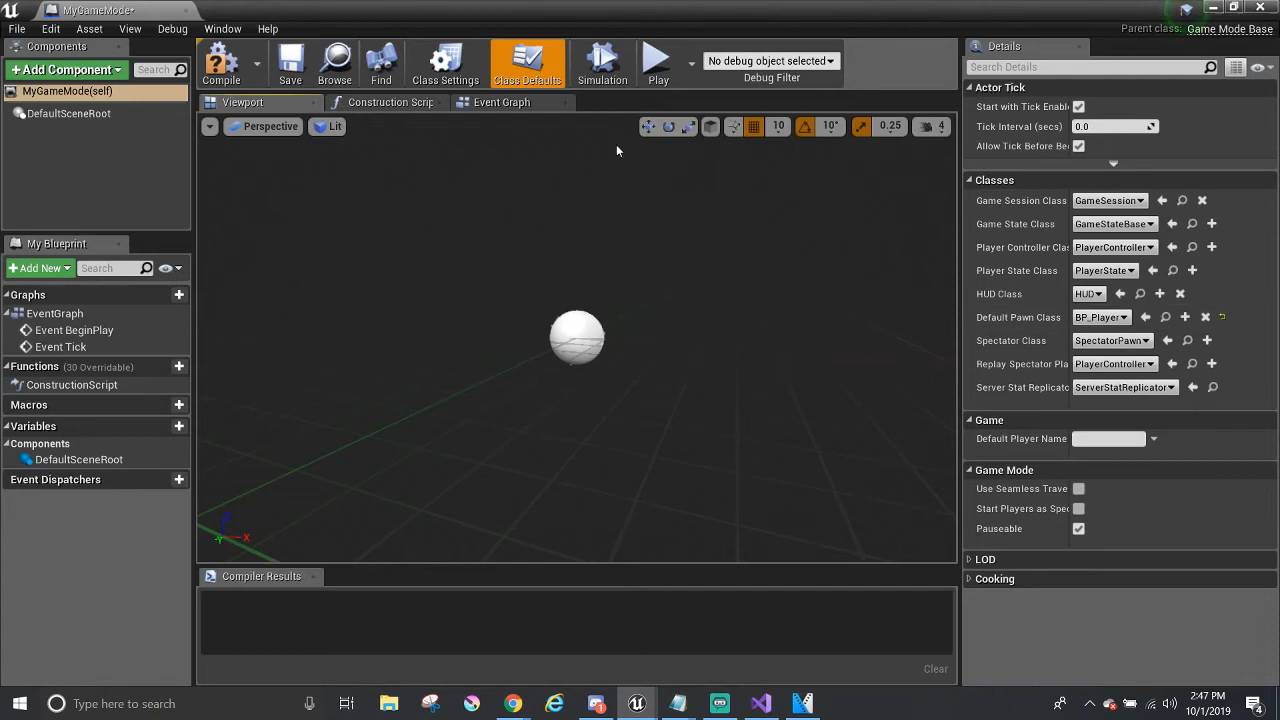 MyGameMode*
File Edit Asset View Debug Window Help
Parent class: Game Mode Base
Components
+Add Component
Search
MyGameMode(self)
DefaultSceneRoot
My Blueprint
+Add New
Search
Graphs
EventGraph
Event BeginPlay
Event Tick
Functions (30 Overridable)
ConstructionScript
Macros
Variables
Components
DefaultSceneRoot
Event Dispatchers
Compile
Save
Browse
Find
Class Settings
Class Defaults
Simulation
Play
No debug object selected
Debug Filter
Viewport
Construction Scrip
Event Graph
Perspective
Lit
10
10°
0.25
4
Z
X
Y
Compiler Results
Clear
Details
Search Details
Actor Tick
Start with Tick Enabl
Tick Interval (secs) 0.0
Allow Tick Before Be
Classes
Game Session Class GameSession
Game State Class GameStateBase
Player Controller Clas PlayerController
Player State Class PlayerState
HUD Class HUD
Default Pawn Class BP_Player
Spectator Class SpectatorPawn
Replay Spectator Pla PlayerController
Server Stat Replicato ServerStatReplicator
Game
Default Player Name
Game Mode
Use Seamless Trave
Start Players as Spec
Pauseable
LOD
Cooking
Type here to search
2:47 PM
10/1/2019
4